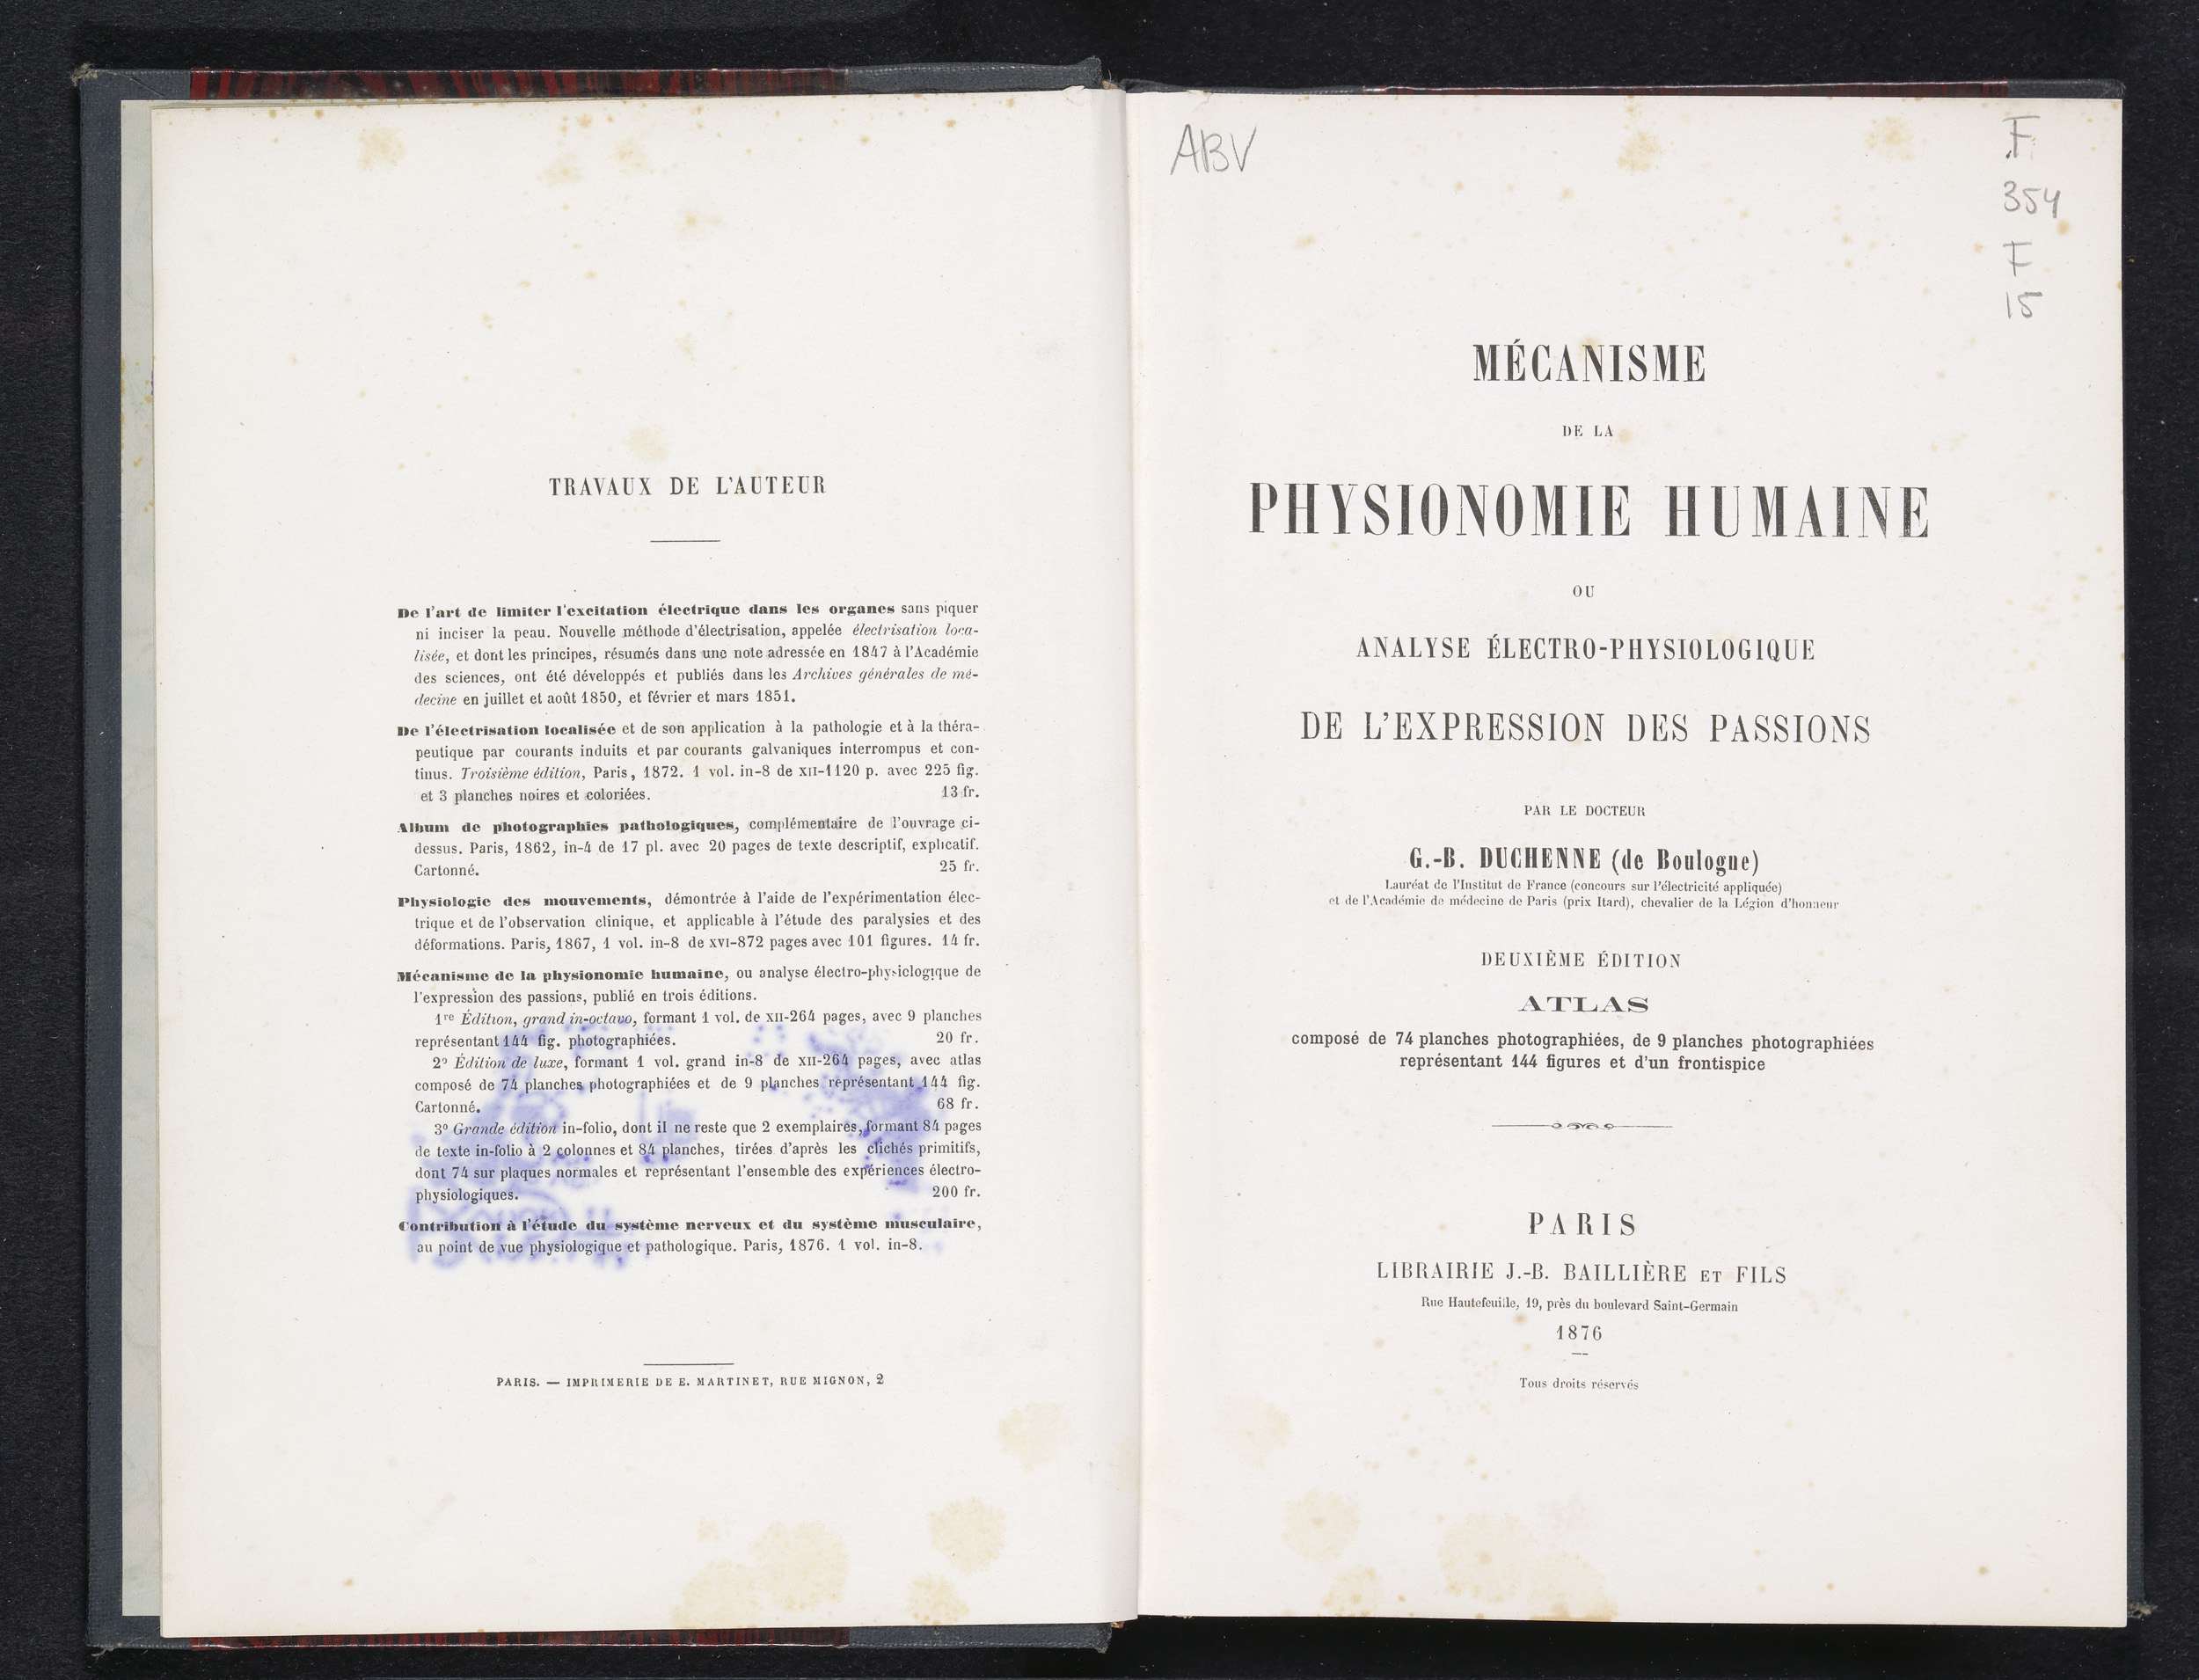 TRAVAUX DE L'AUTEUR
De l'art de limiter l'excitation électrique dans les organes sans piquer
ni inciser la peau. Nouvelle méthode d'électrisation, appelée électrisation loca-
lisée, et dont les principes, résumés dans une note adressée en 1847 à l'Académie
des sciences, ont été développés et publiés dans les Archives générales de mé-
decine en juillet et août 1850, et février et mars 1851.
De l'électrisation localisée et de son application à la pathologie et à la théra-
peutique par courants induits et par courants galvaniques interrompus et con-
tinus. Troisième édition, Paris, 1872. 1 vol. in-8 de XII-1120 p. avec 225 fig.
et 3 planches noires et coloriées. 13 fr.
Album de photographies pathologiques, complémentaire de l'ouvrage ci-
dessus. Paris, 1862, in-4 de 17 pl. avec 20 pages de texte descriptif, explicatif.
Cartonné. 25 fr.
Physiologie des mouvements, démontrée à l'aide de l'expérimentation élec-
trique et de l'observation clinique, et applicable à l'étude des paralysies et des
déformations. Paris, 1867, 1 vol. in-8 de XVI-872 pages avec 101 figures. 14 fr.
Mécanisme de la physionomie humaine, ou analyse électro-physiologique de
l'expression des passions, publié en trois éditions.
1re Édition, grand in-octavo, formant 1 vol. de XII-264 pages, avec 9 planches
représentant 144 fig. photographiées. 20 fr.
2º Édition de luxe, formant 1 vol. grand in-8 de XII-264 pages, avec atlas
composé de 74 planches photographiées et de 9 planches représentant 144 fig.
Cartonné. 68 fr.
3º Grande édition in-folio, dont il ne reste que 2 exemplaires, formant 84 pages
de texte in-folio à 2 colonnes et 84 planches, tirées d'après les clichés primitifs,
dont 74 sur plaques normales et représentant l'ensemble des expériences électro-
physiologiques. 200 fr.
Contribution à l'étude du système nerveux et du système musculaire,
au point de vue physiologique et pathologique. Paris, 1876. 1 vol. in-8.
PARIS. — IMPRIMERIE DE E. MARTINET, RUE MIGNON, 2
ABV
F
354
F
15
MÉCANISME
DE LA
PHYSIONOMIE HUMAINE
OU
ANALYSE ÉLECTRO-PHYSIOLOGIQUE
DE L'EXPRESSION DES PASSIONS
PAR LE DOCTEUR
G.-B. DUCHENNE (de Boulogne)
Lauréat de l'Institut de France (concours sur l'électricité appliquée)
et de l'Académie de médecine de Paris (prix Itard), chevalier de la Légion d'honneur
DEUXIÈME ÉDITION
ATLAS
composé de 74 planches photographiées, de 9 planches photographiées
représentant 144 figures et d'un frontispice
PARIS
LIBRAIRIE J.-B. BAILLIÈRE ET FILS
Rue Hautefeuille, 19, près du boulevard Saint-Germain
1876
Tous droits réservés